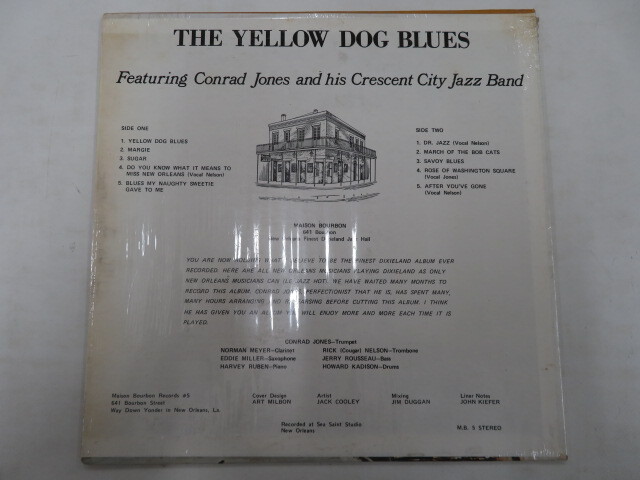 THE YELLOW DOG BLUES
Featuring Conrad Jones and his Crescent City Jazz Band
SIDE ONE
1. YELLOW DOG BLUES
2. MARGIE
3. SUGAR
4. DO YOU KNOW WHAT IT MEANS TO
MISS NEW ORLEANS (Vocal Nelson)
5. BLUES MY NAUGHTY SWEETIE
GAVE TO ME
SIDE TWO
1. DR. JAZZ (Vocal Nelson)
2. MARCH OF THE BOB CATS
3. SAVOY BLUES
4. ROSE OF WASHINGTON SQUARE
(Vocal Jones)
5. AFTER YOU'VE GONE
(Vocal Nelson)
MAISON BOURBON
641 Bourbon
Finest Dixieland Jazz Hall
YOU ARE NOW HOLDING WHAT I BELIEVE TO BE THE FINEST DIXIELAND ALBUM EVER
RECORDED. HERE ARE ALL NEW ORLEANS MUSICIANS PLAYING DIXIELAND AS ONLY
NEW ORLEANS MUSICIANS CAN (LE JAZZ HOT). WE HAVE WAITED MANY MONTHS TO
RECORD THIS ALBUM. CONRAD PERFECTIONIST THAT HE IS, HAS SPENT MANY,
MANY HOURS ARRANGING AND REHEARSING BEFORE CUTTING THIS ALBUM. I THINK
HE HAS GIVEN YOU AN ALBUM YOU WILL ENJOY MORE AND MORE EACH TIME IT IS
PLAYED.
CONRAD JONES—Trumpet
NORMAN MEYER—Clarinet
RICK (Cougar) NELSON—Trombone
EDDIE MILLER—Saxophone
JERRY ROUSSEAU—Bass
HARVEY RUBEN—Piano
HOWARD KADISON—Drums
Maison Bourbon Records #5
641 Bourbon Street
Way Down Yonder in New Orleans, La.
Cover Design
ART MILBON
Artist
JACK COOLEY
Mixing
JIM DUGGAN
Liner Notes
JOHN KIEFER
Recorded at Sea Saint Studio
New Orleans
M.B. 5 STEREO